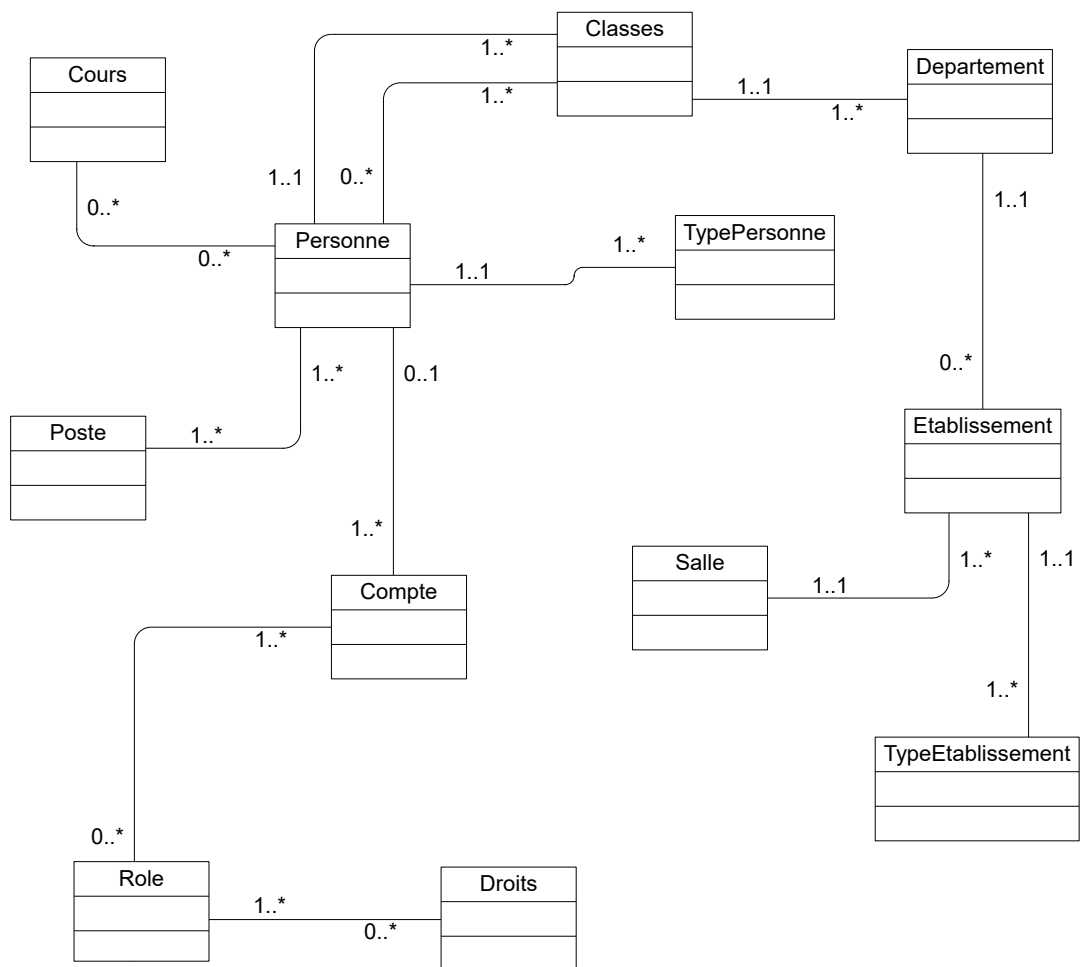 Classes
1..*
Cours
Departement
1..*
1..1
1..*
1..1
0..*
0..*
1..1
TypePersonne
Personne
1..*
0..*
1..1
1..*
0..1
0..*
Poste
1..*
Etablissement
1..*
Salle
1..*
1..1
Compte
1..1
1..*
1..*
TypeEtablissement
0..*
Role
Droits
1..*
0..*